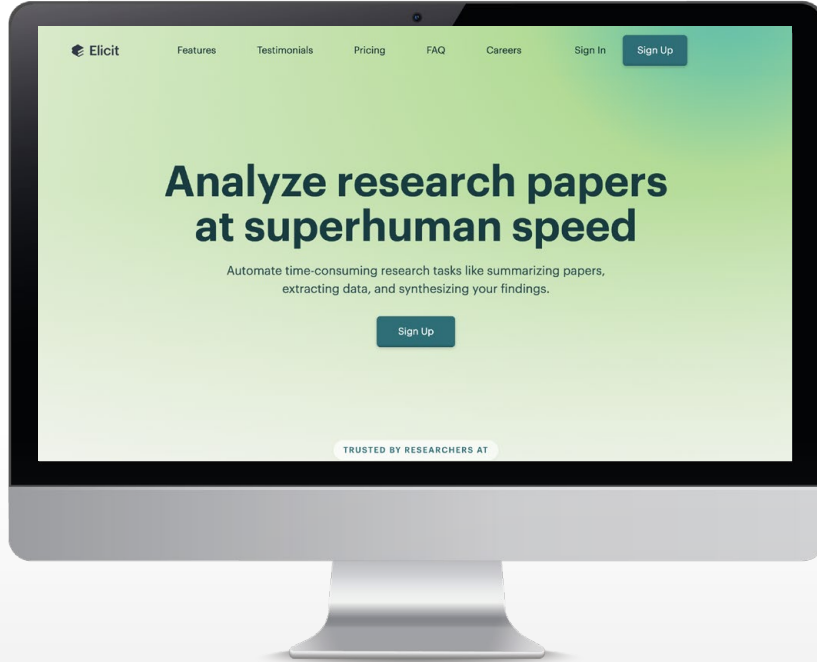 Elicit Features Testimonials Pricing FAQ Careers Sign In Sign Up
Analyze research papers
at superhuman speed
Automate time-consuming research tasks like summarizing papers,
extracting data, and synthesizing your findings.
Sign Up
TRUSTED BY RESEARCHERS AT